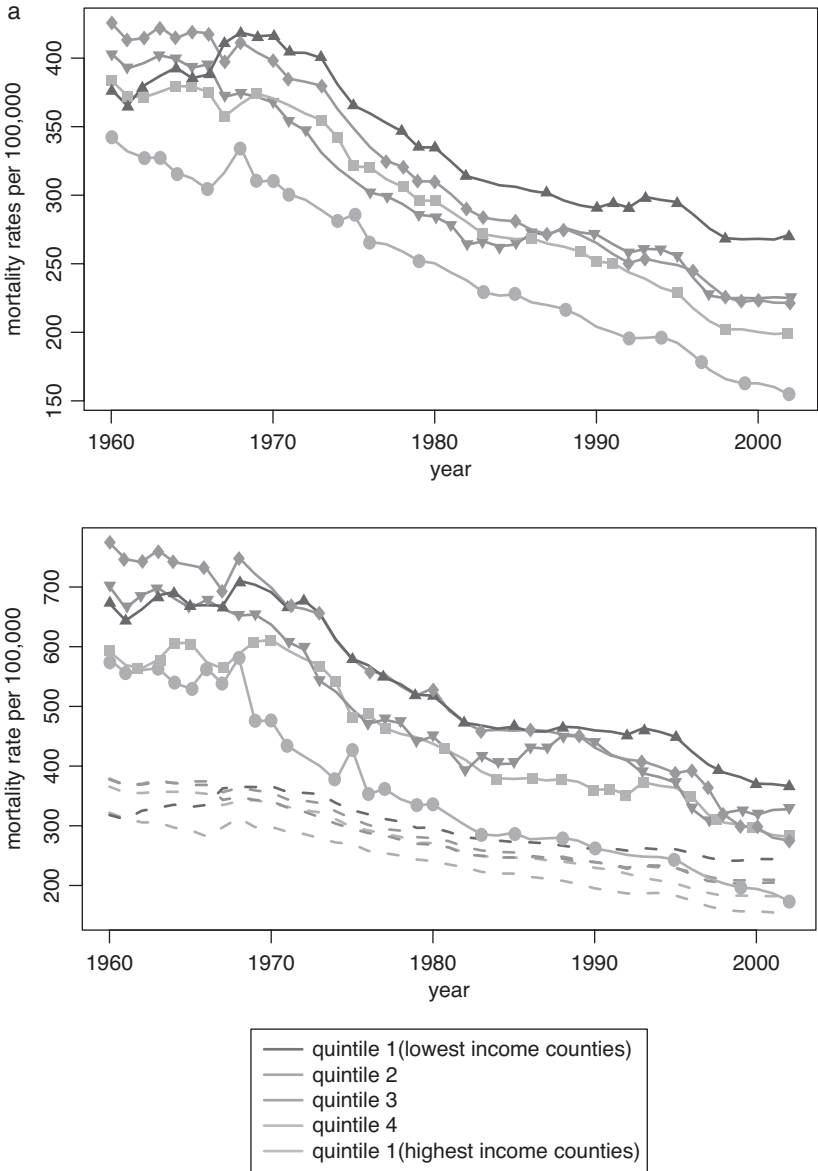 a
mortality rates per 100,000
400
350
300
250
200
150
1960 1970 1980 1990 2000
year
mortality rate per 100,000
700
600
500
400
300
200
1960 1970 1980 1990 2000
year
quintile 1(lowest income counties)
quintile 2
quintile 3
quintile 4
quintile 1(highest income counties)